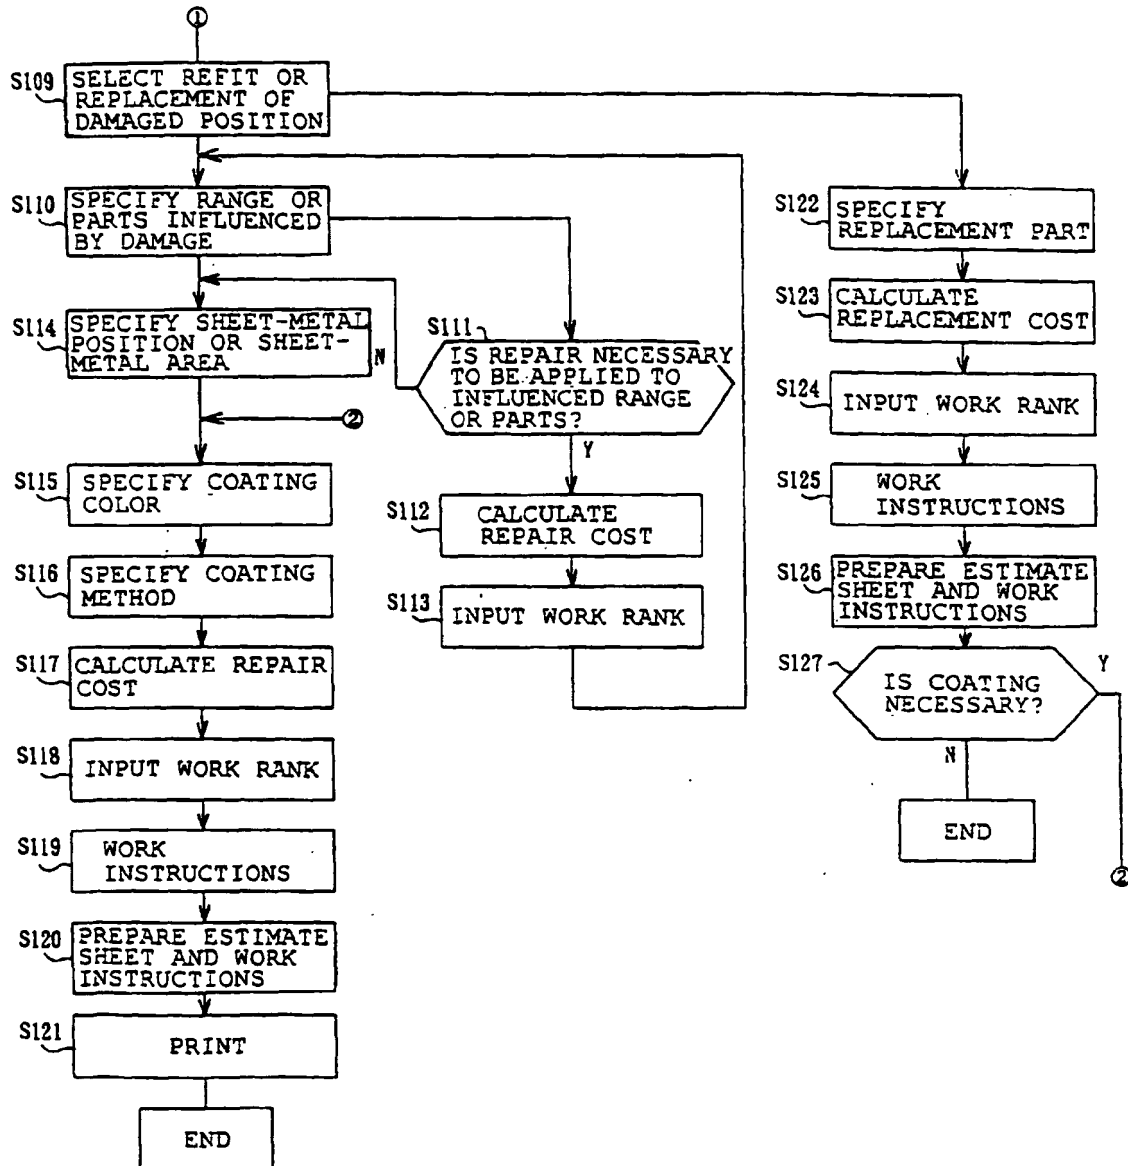 ①
S109
SELECT REFIT OR
REPLACEMENT OF
DAMAGED POSITION
S110
SPECIFY RANGE OR
PARTS INFLUENCED
BY DAMAGE
S114
SPECIFY SHEET-METAL
POSITION OR SHEET-
METAL AREA
N
②
S115
SPECIFY COATING
COLOR
S116
SPECIFY COATING
METHOD
S117
CALCULATE REPAIR
COST
S118
INPUT WORK RANK
S119
WORK
INSTRUCTIONS
S120
PREPARE ESTIMATE
SHEET AND WORK
INSTRUCTIONS
S121
PRINT
END
S111
IS REPAIR NECESSARY
TO BE APPLIED TO
INFLUENCED RANGE
OR PARTS?
Y
S112
CALCULATE
REPAIR COST
S113
INPUT WORK RANK
S122
SPECIFY
REPLACEMENT PART
S123
CALCULATE
REPLACEMENT COST
S124
INPUT WORK RANK
S125
WORK
INSTRUCTIONS
S126
PREPARE ESTIMATE
SHEET AND WORK
INSTRUCTIONS
S127
IS COATING
NECESSARY?
Y
N
END
②